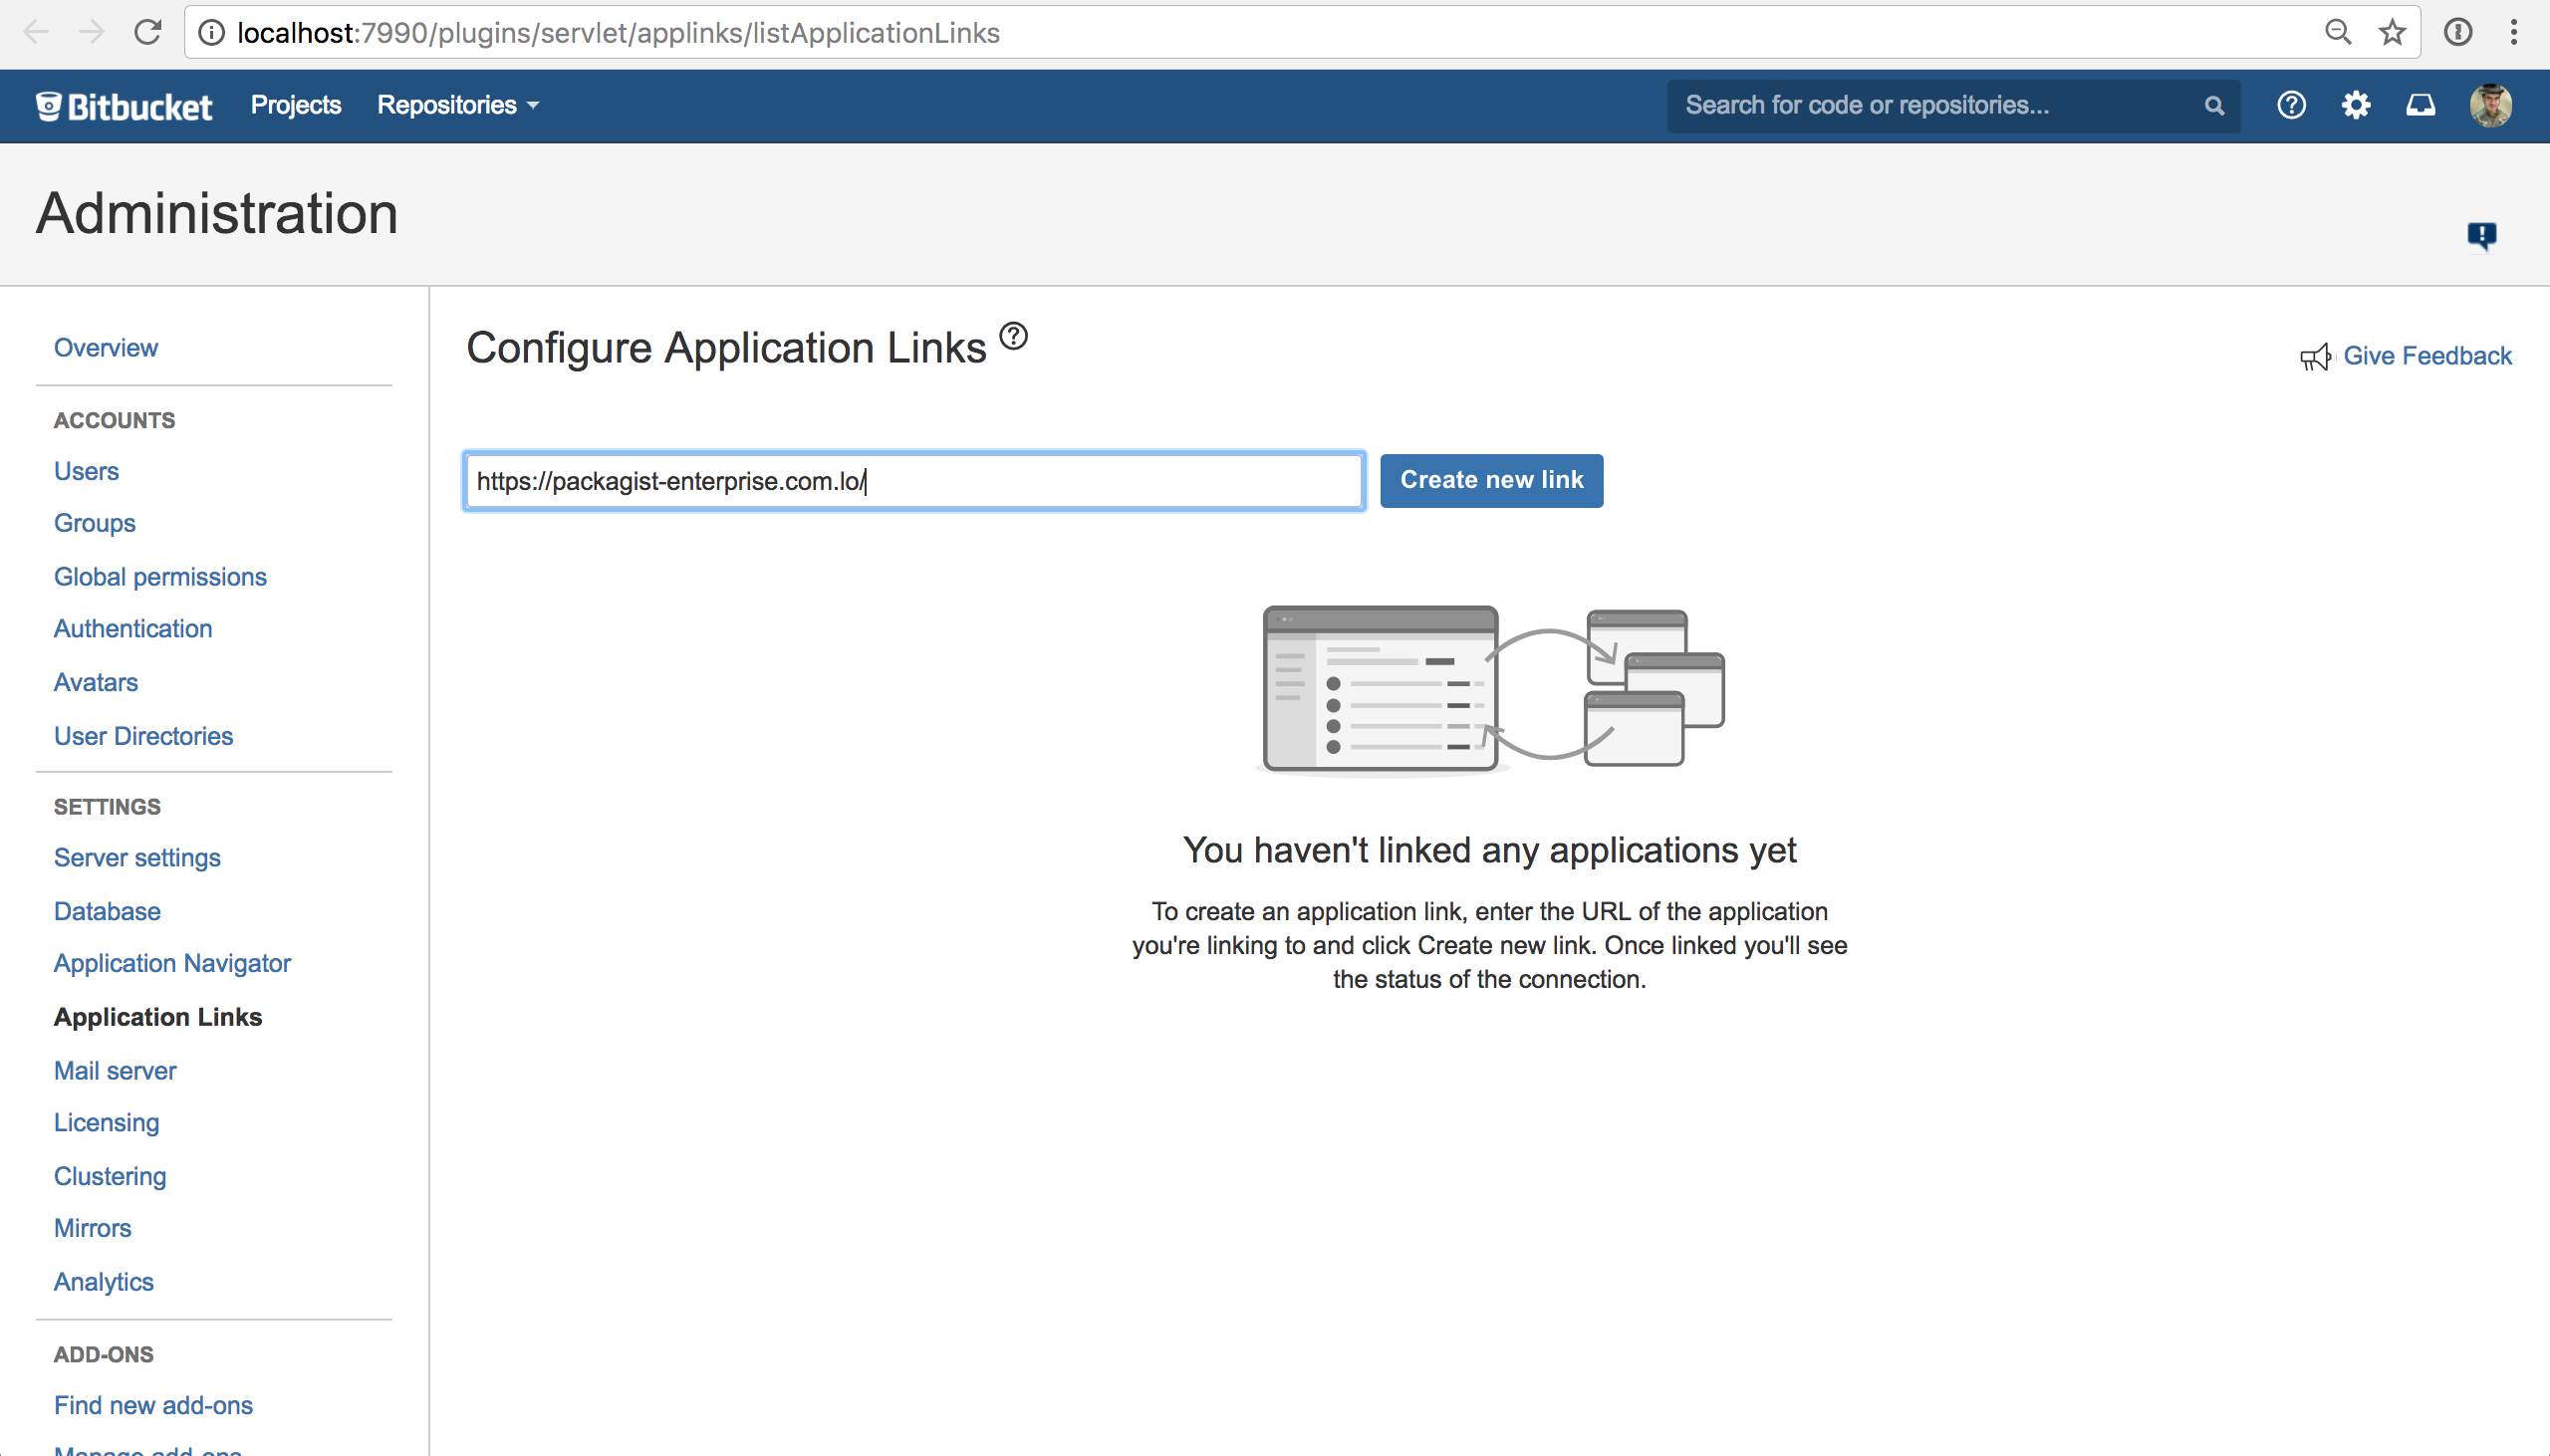 localhost:7990/plugins/servlet/applinks/listApplicationLinks
Bitbucket Projects Repositories Search for code or repositories...
Administration
Overview
ACCOUNTS
Users
Groups
Global permissions
Authentication
Avatars
User Directories
SETTINGS
Server settings
Database
Application Navigator
Application Links
Mail server
Licensing
Clustering
Mirrors
Analytics
ADD-ONS
Find new add-ons
Manage add-ons
Configure Application Links
Give Feedback
https://packagist-enterprise.com.lo/ Create new link
You haven't linked any applications yet
To create an application link, enter the URL of the application
you're linking to and click Create new link. Once linked you'll see
the status of the connection.